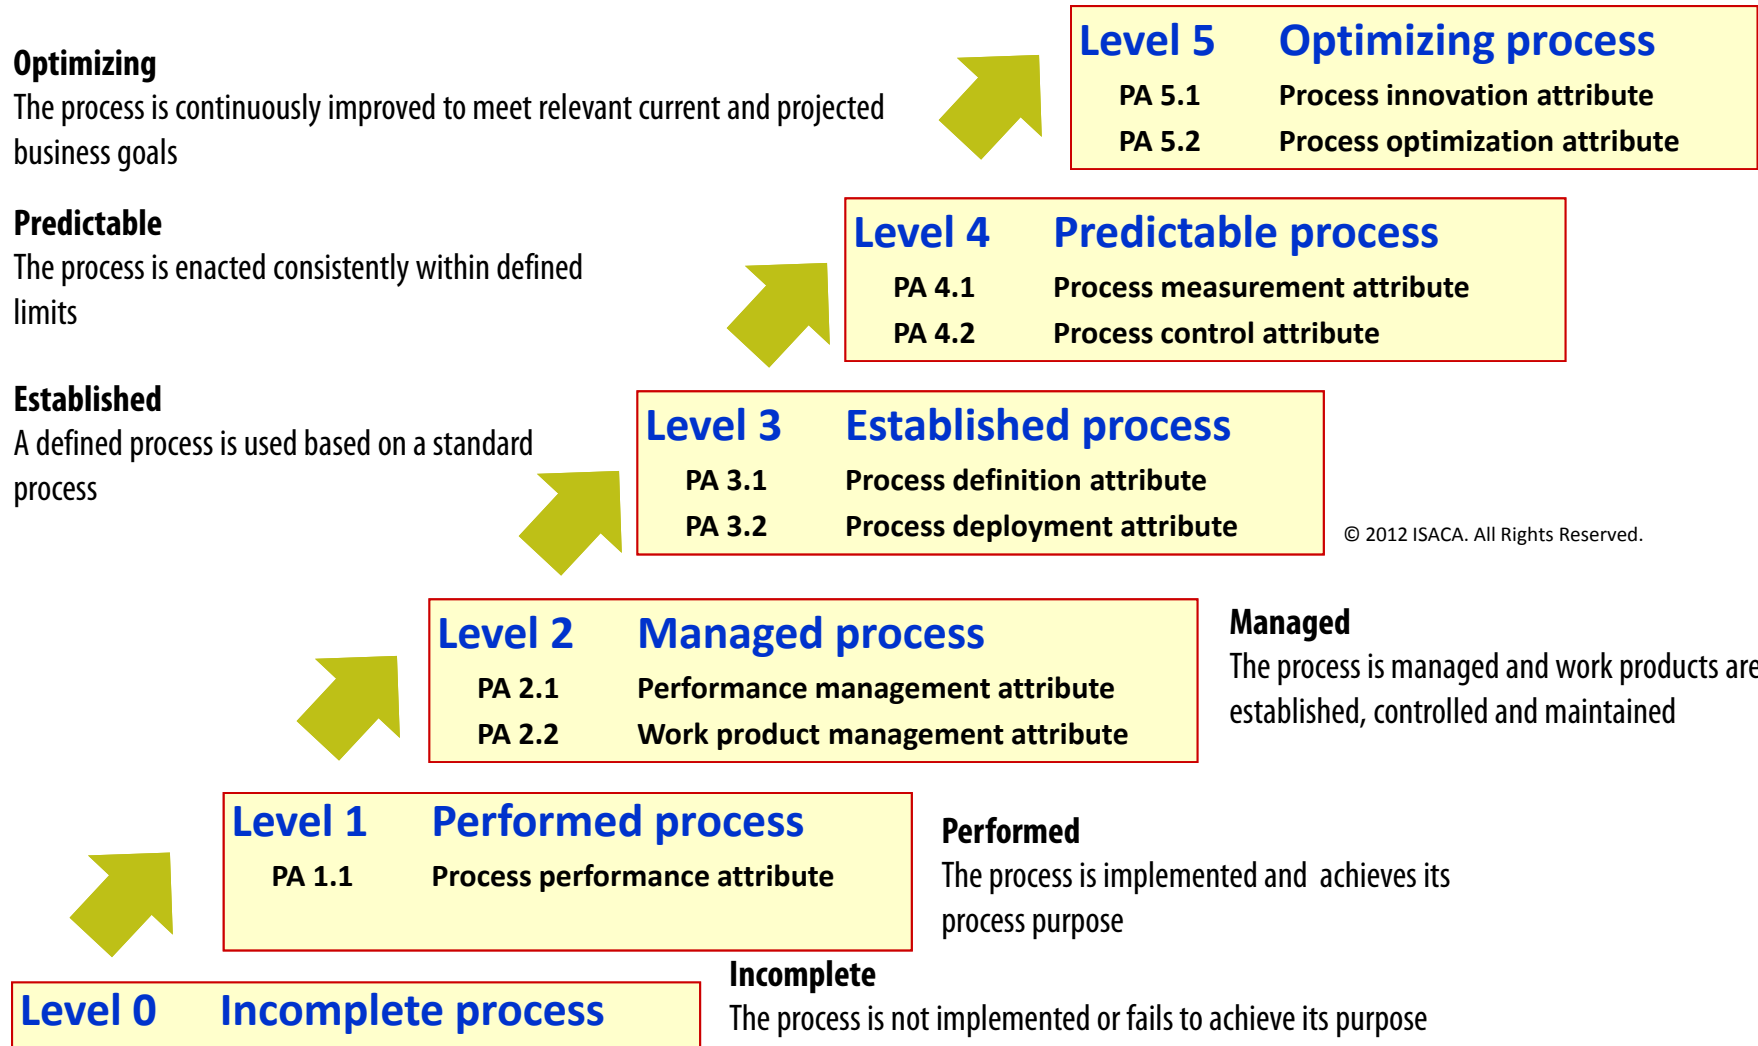 Level 5 Optimizing process
PA 5.1 Process innovation attribute
PA 5.2 Process optimization attribute
Optimizing
The process is continuously improved to meet relevant current and projected
business goals
Level 4 Predictable process
PA 4.1 Process measurement attribute
PA 4.2 Process control attribute
Predictable
The process is enacted consistently within defined
limits
Level 3 Established process
PA 3.1 Process definition attribute
PA 3.2 Process deployment attribute
Established
A defined process is used based on a standard
process
© 2012 ISACA. All Rights Reserved.
Level 2 Managed process
PA 2.1 Performance management attribute
PA 2.2 Work product management attribute
Managed
The process is managed and work products are
established, controlled and maintained
Level 1 Performed process
PA 1.1 Process performance attribute
Performed
The process is implemented and achieves its
process purpose
Level 0 Incomplete process
Incomplete
The process is not implemented or fails to achieve its purpose